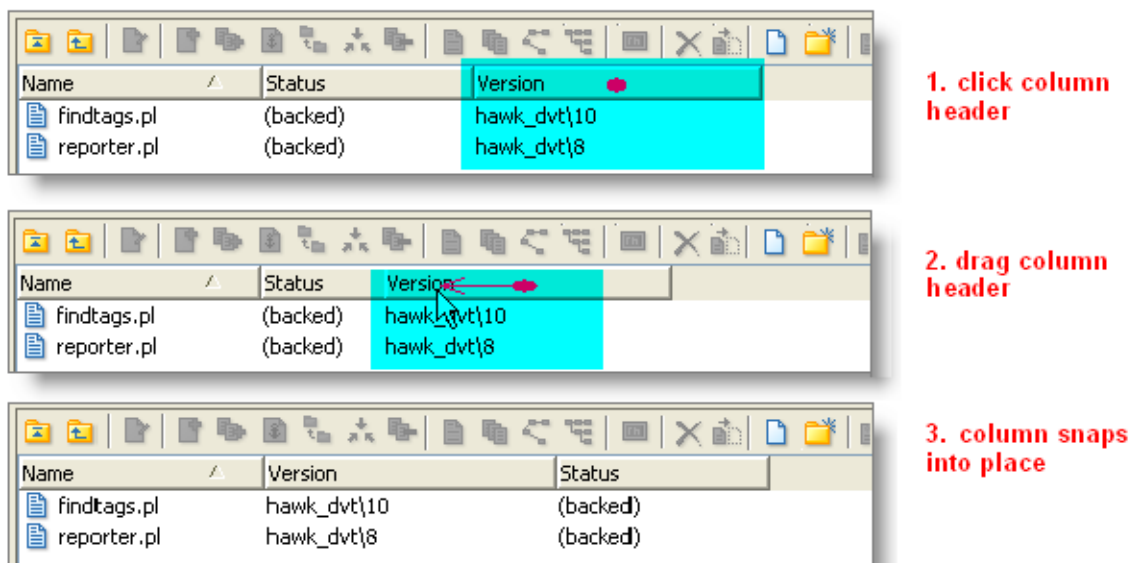 Name Status Version
findtags.pl (backed) hawk_dvt\10
reporter.pl (backed) hawk_dvt\8
1. click column
header
Name Status Version
findtags.pl (backed) hawk_dvt\10
reporter.pl (backed) hawk_dvt\8
2. drag column
header
Name Version Status
findtags.pl hawk_dvt\10 (backed)
reporter.pl hawk_dvt\8 (backed)
3. column snaps
into place